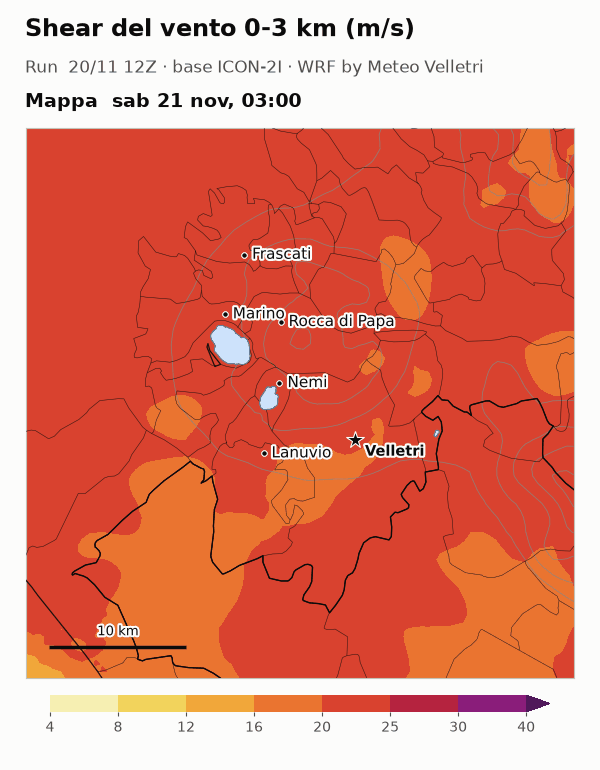 Shear del vento 0-3 km (m/s)
Run  20/11 12Z · base ICON-2I · WRF by Meteo Velletri
Mappa  sab 21 nov, 03:00
Frascati
Marino
Rocca di Papa
Nemi
Velletri
Lanuvio
10 km
4 8 12 16 20 25 30 40